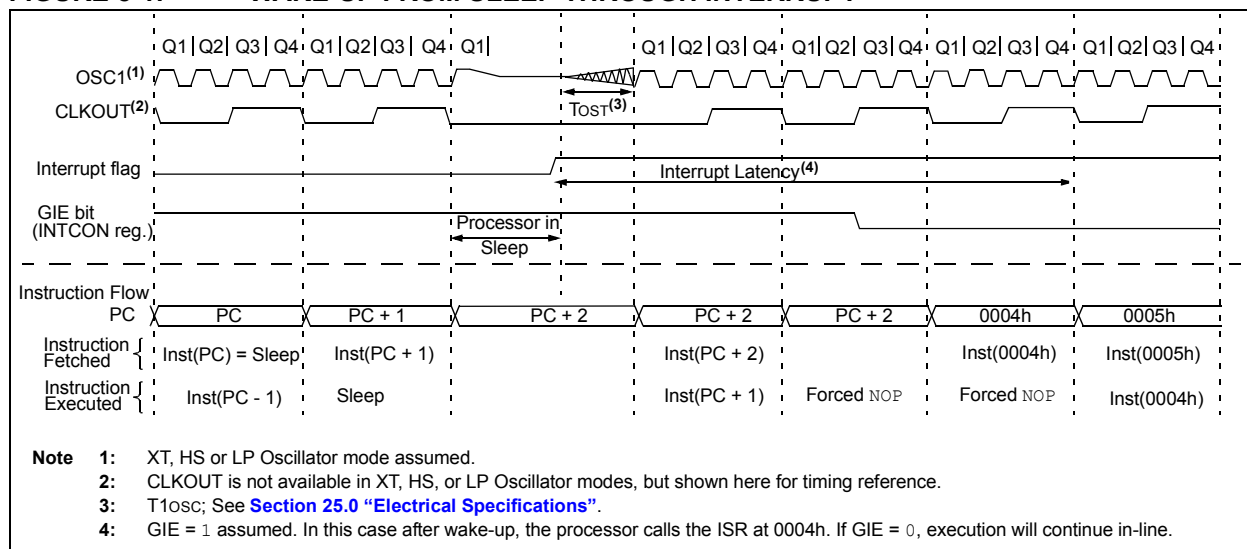 Q1 Q2 Q3 Q4 Q1 Q2 Q3 Q4 Q1 Q1 Q2 Q3 Q4 Q1 Q2 Q3 Q4 Q1 Q2 Q3 Q4 Q1 Q2 Q3 Q4
OSC1(1)
CLKOUT(2)
TOST(3)
Interrupt flag
Interrupt Latency(4)
GIE bit
(INTCON reg.)
Processor in
Sleep
Instruction Flow
PC PC PC + 1 PC + 2 PC + 2 PC + 2 0004h 0005h
Instruction
Fetched
Inst(PC) = Sleep Inst(PC + 1) Inst(PC + 2) Inst(0004h) Inst(0005h)
Instruction
Executed
Inst(PC - 1) Sleep Inst(PC + 1) Forced NOP Forced NOP Inst(0004h)
Note 1: XT, HS or LP Oscillator mode assumed.
2: CLKOUT is not available in XT, HS, or LP Oscillator modes, but shown here for timing reference.
3: T1OSC; See Section 25.0 “Electrical Specifications”.
4: GIE = 1 assumed. In this case after wake-up, the processor calls the ISR at 0004h. If GIE = 0, execution will continue in-line.